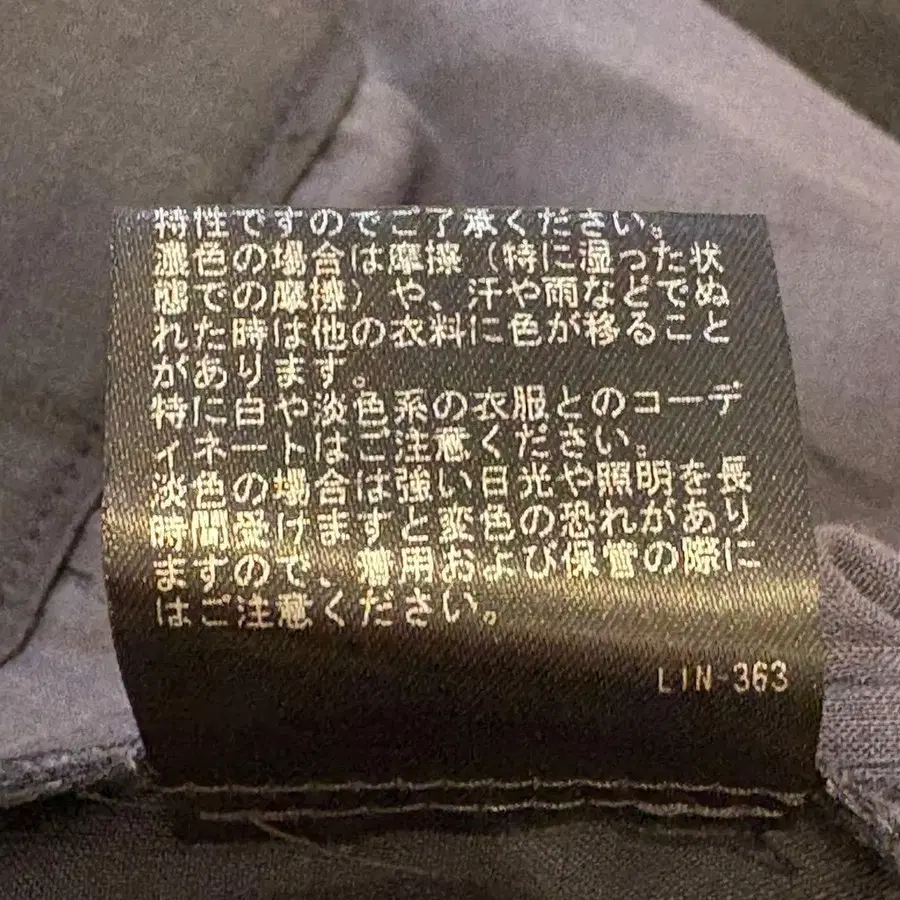 特性ですのでご了承ください。
濃色の場合は摩擦（特に湿った状
態での摩擦）や、汗や雨などでぬ
れた時は他の衣料に色が移ること
があります。
特に白や淡色系の衣服とのコーデ
ィネートはご注意ください。
淡色の場合は強い日光や照明を長
時間受けますと変色の恐れがあり
ますので、着用および保管の際に
はご注意ください。
LIN-363